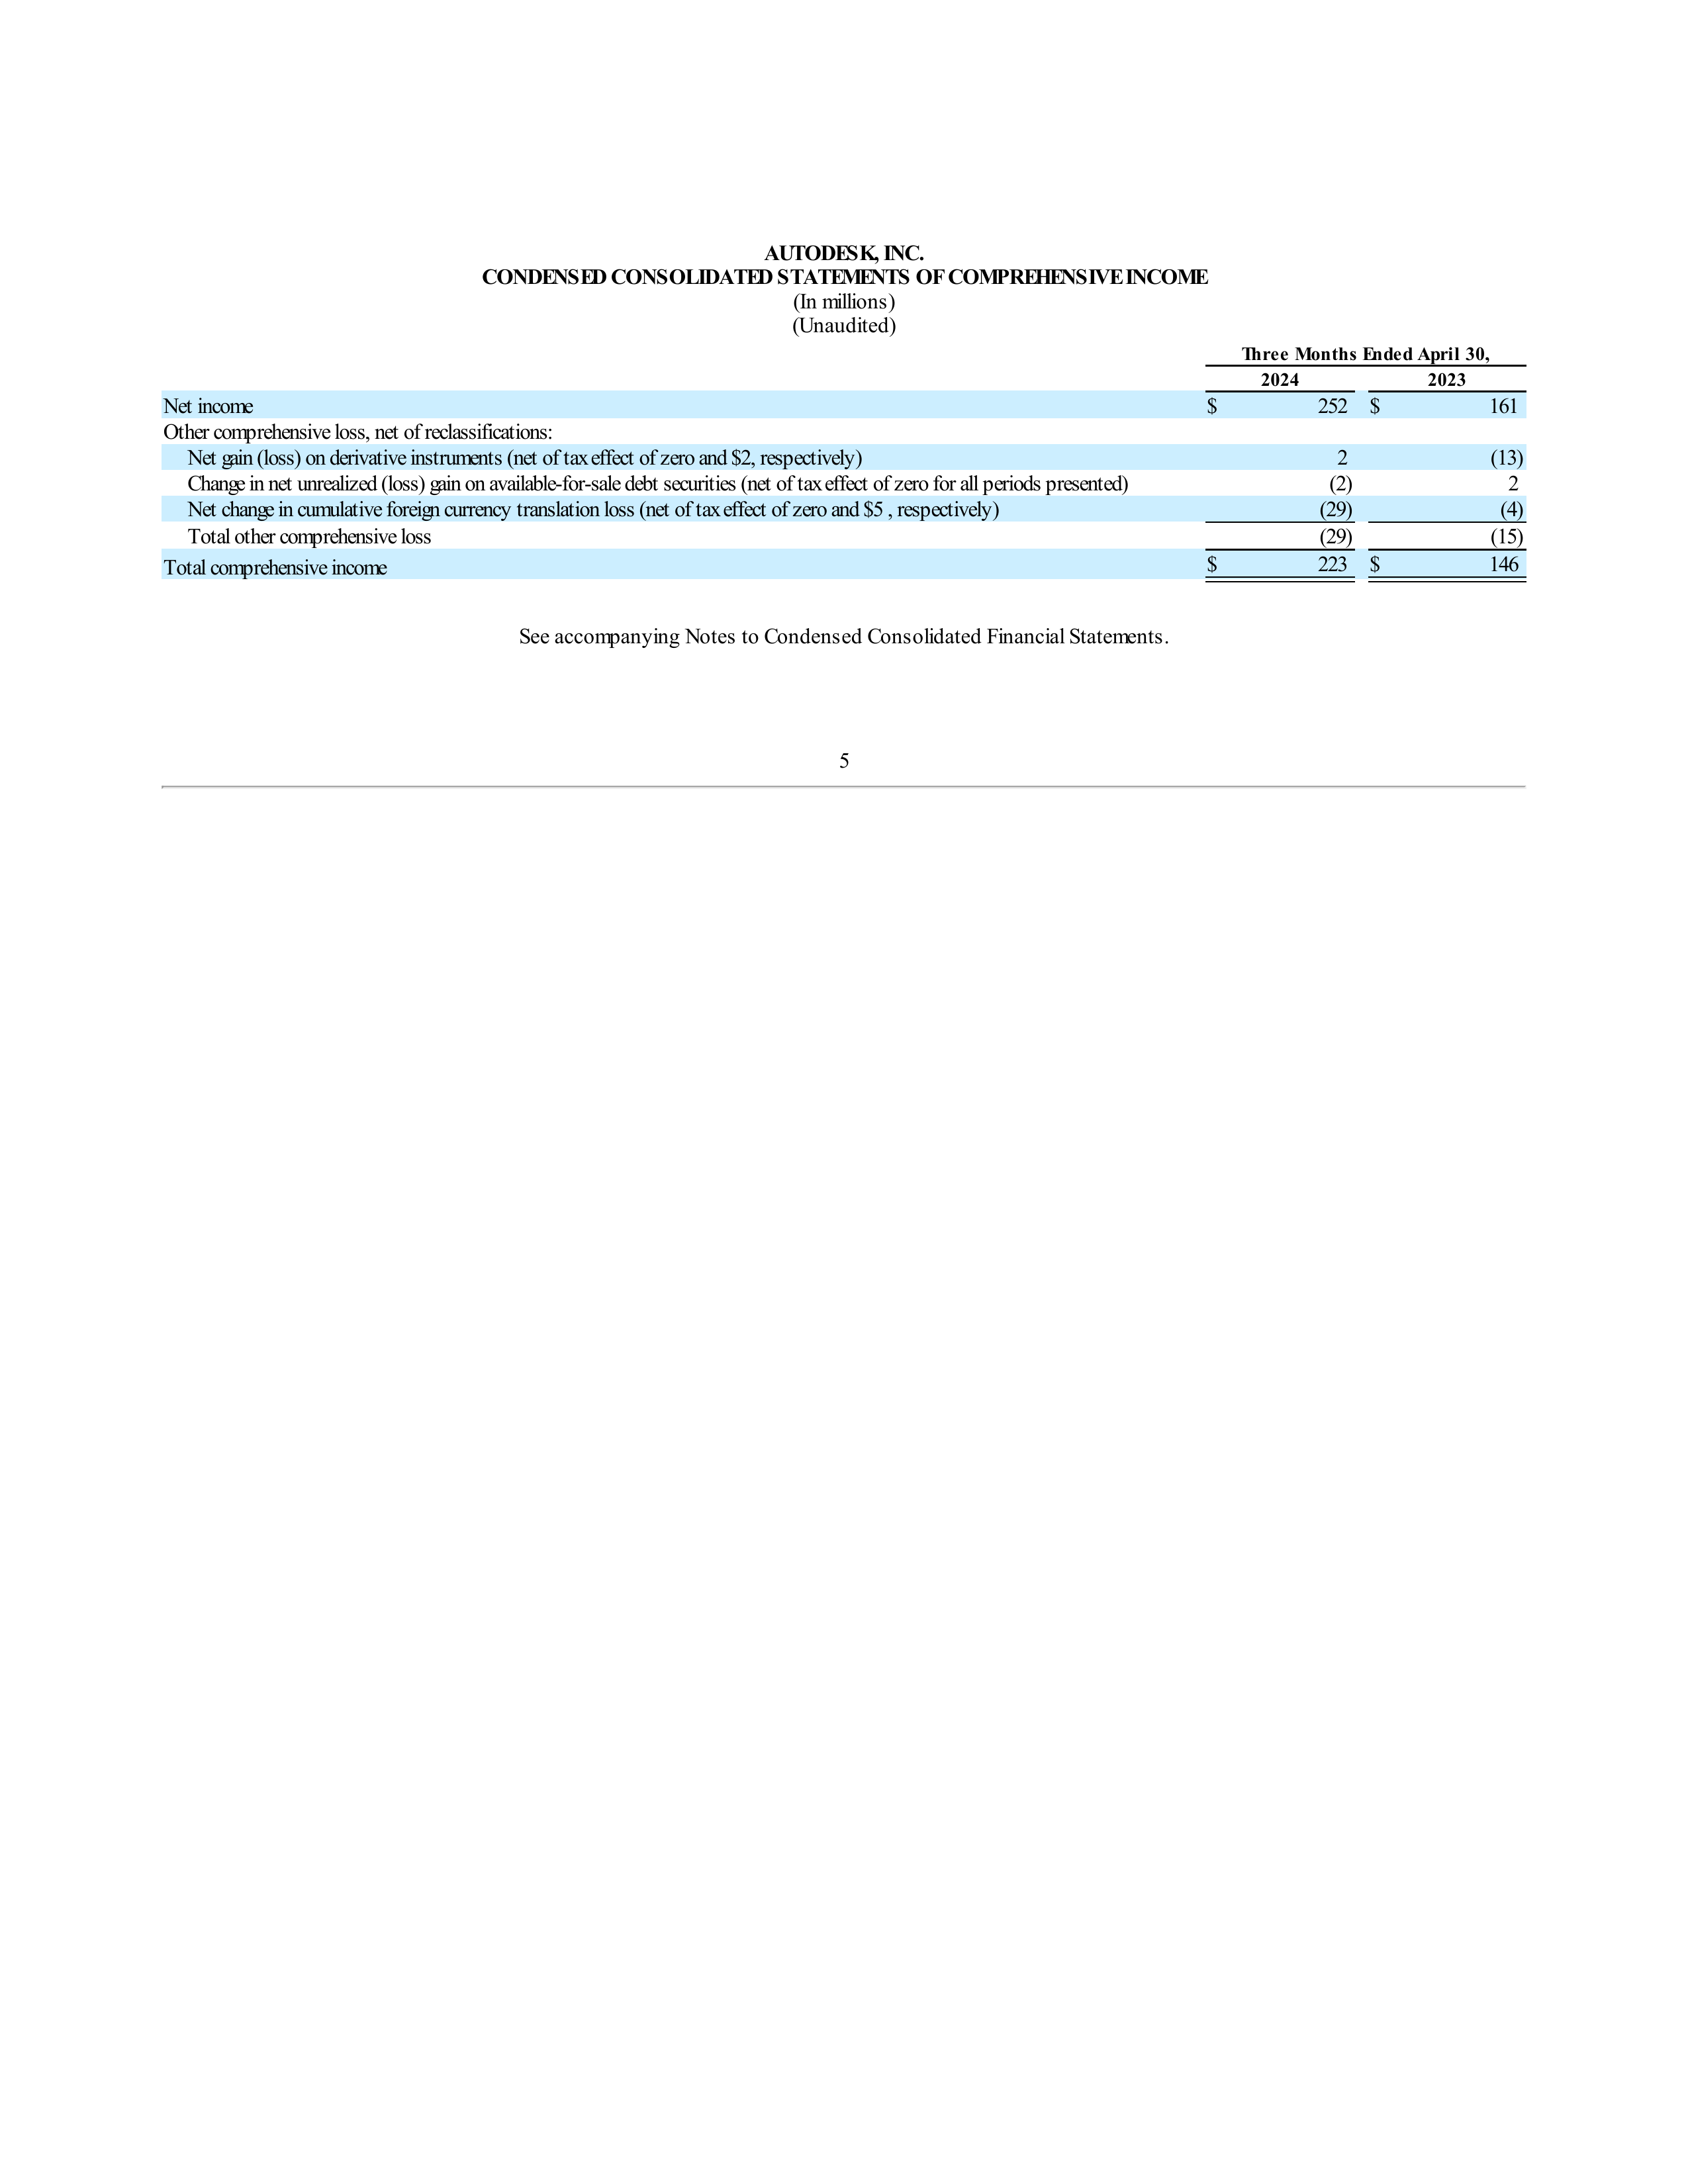 AUTODESK, INC.
CONDENSED CONSOLIDATED STATEMENTS OF COMPREHENSIVE INCOME
(In millions)
(Unaudited)
Three Months Ended April 30,
2024 2023
Net income $ 252 $ 161
Other comprehensive loss, net of reclassifications:
Net gain (loss) on derivative instruments (net of tax effect of zero and $2, respectively) 2 (13)
Change in net unrealized (loss) gain on available-for-sale debt securities (net of tax effect of zero for all periods presented) (2) 2
Net change in cumulative foreign currency translation loss (net of tax effect of zero and $5 , respectively) (29) (4)
Total other comprehensive loss (29) (15)
Total comprehensive income $ 223 $ 146
See accompanying Notes to Condensed Consolidated Financial Statements.
5